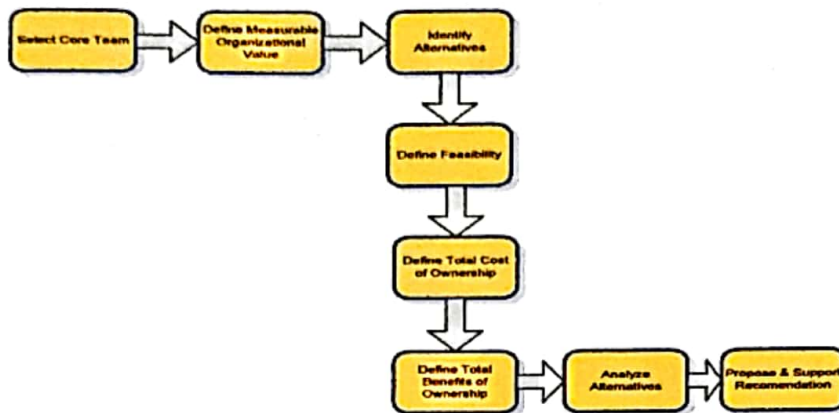 Select Core Team
Define Measurable
Organizational
Value
Identify
Alternatives
Define Feasibility
Define Total Cost
of Ownership
Define Total
Benefits of
Ownership
Analyze
Alternatives
Propose & Support
Recomendation